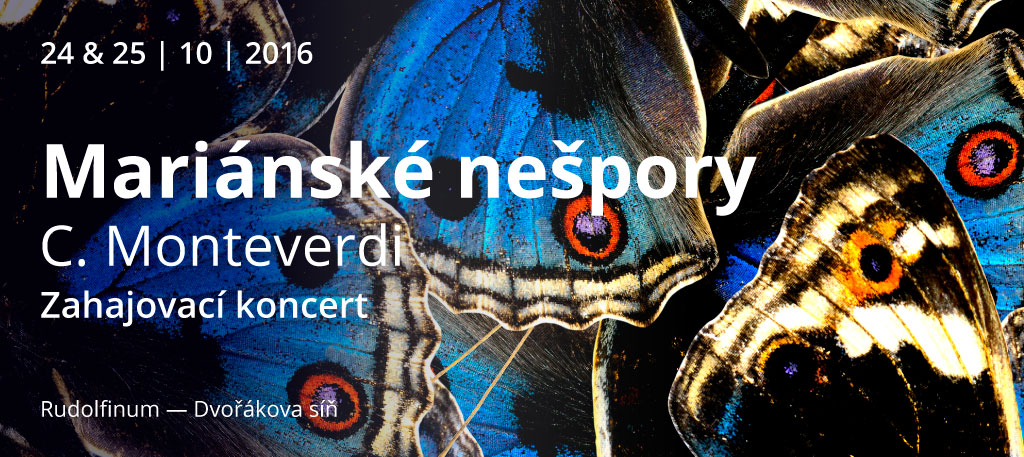 24 & 25 | 10 | 2016
Mariánské nešpory
C. Monteverdi
Zahajovací koncert
Rudolfinum — Dvořákova síň